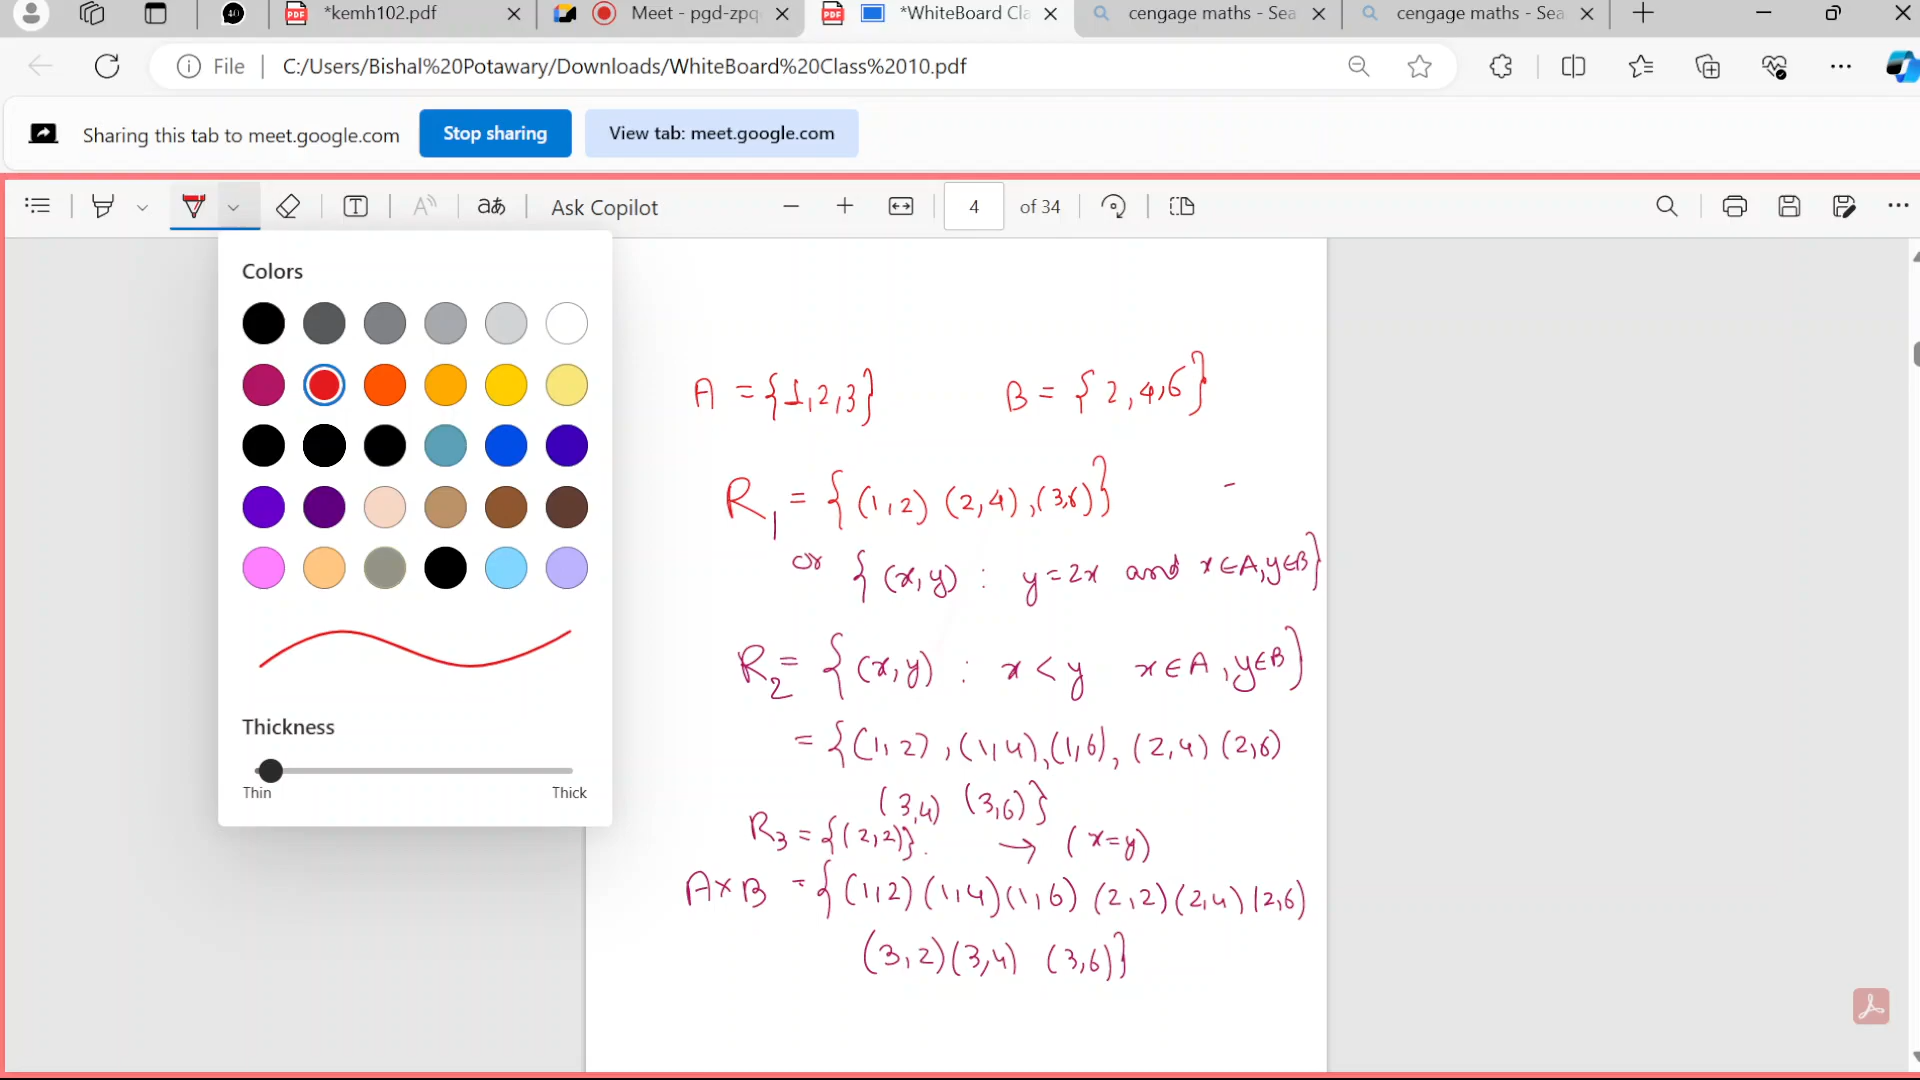 *kemh102.pdf
Meet - pgd-zpq
*WhiteBoard Cla
cengage maths - Sea
cengage maths - Sea
File
C:/Users/Bishal%20Potawary/Downloads/WhiteBoard%20Class%2010.pdf
Sharing this tab to meet.google.com
Stop sharing
View tab: meet.google.com
Ask Copilot
4 of 34
Colors
Thickness
Thin Thick
A = {1,2,3} B = {2,4,6}
R₁ = {(1,2) (2,4),(3,6)}
or {(x,y) : y=2x and x∈A,y∈B}
R₂ = {(x,y) : x<y x∈A,y∈B}
= {(1,2),(1,4),(1,6),(2,4)(2,6)
(3,4) (3,6)}
R₃ = {(2,2)}. → (x=y)
A×B = {(1,2)(1,4)(1,6)(2,2)(2,4)(2,6)
(3,2)(3,4) (3,6)}